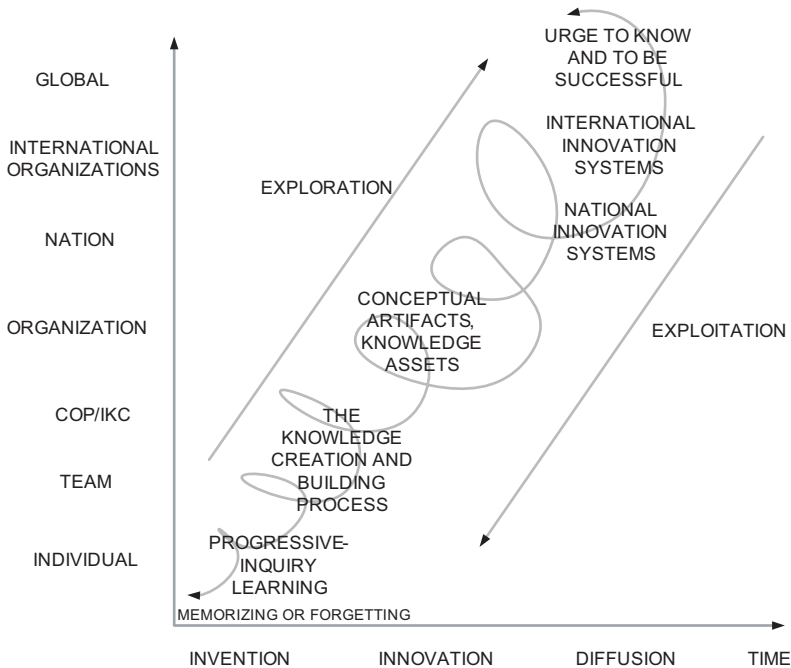 GLOBAL
INTERNATIONAL
ORGANIZATIONS
NATION
ORGANIZATION
COP/IKC
TEAM
INDIVIDUAL
EXPLORATION
URGE TO KNOW
AND TO BE
SUCCESSFUL
INTERNATIONAL
INNOVATION
SYSTEMS
NATIONAL
INNOVATION
SYSTEMS
CONCEPTUAL
ARTIFACTS,
KNOWLEDGE
ASSETS
EXPLOITATION
THE
KNOWLEDGE
CREATION AND
BUILDING
PROCESS
PROGRESSIVE-
INQUIRY
LEARNING
MEMORIZING OR FORGETTING
INVENTION
INNOVATION
DIFFUSION
TIME